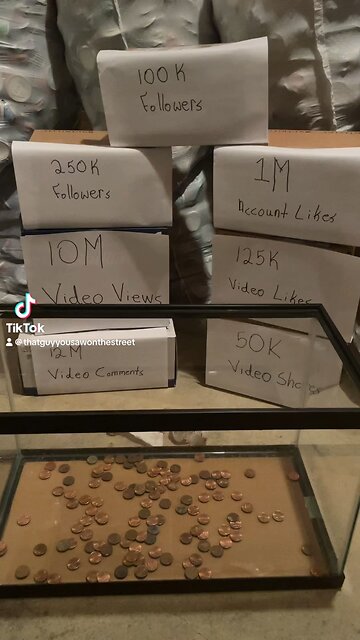 100K
Followers
250K
Followers
1M
Account Likes
10M
Video Views
125K
Video Likes
TikTok
@thatguyyousawonthestreet
12M
Video Comments
50K
Video Shares